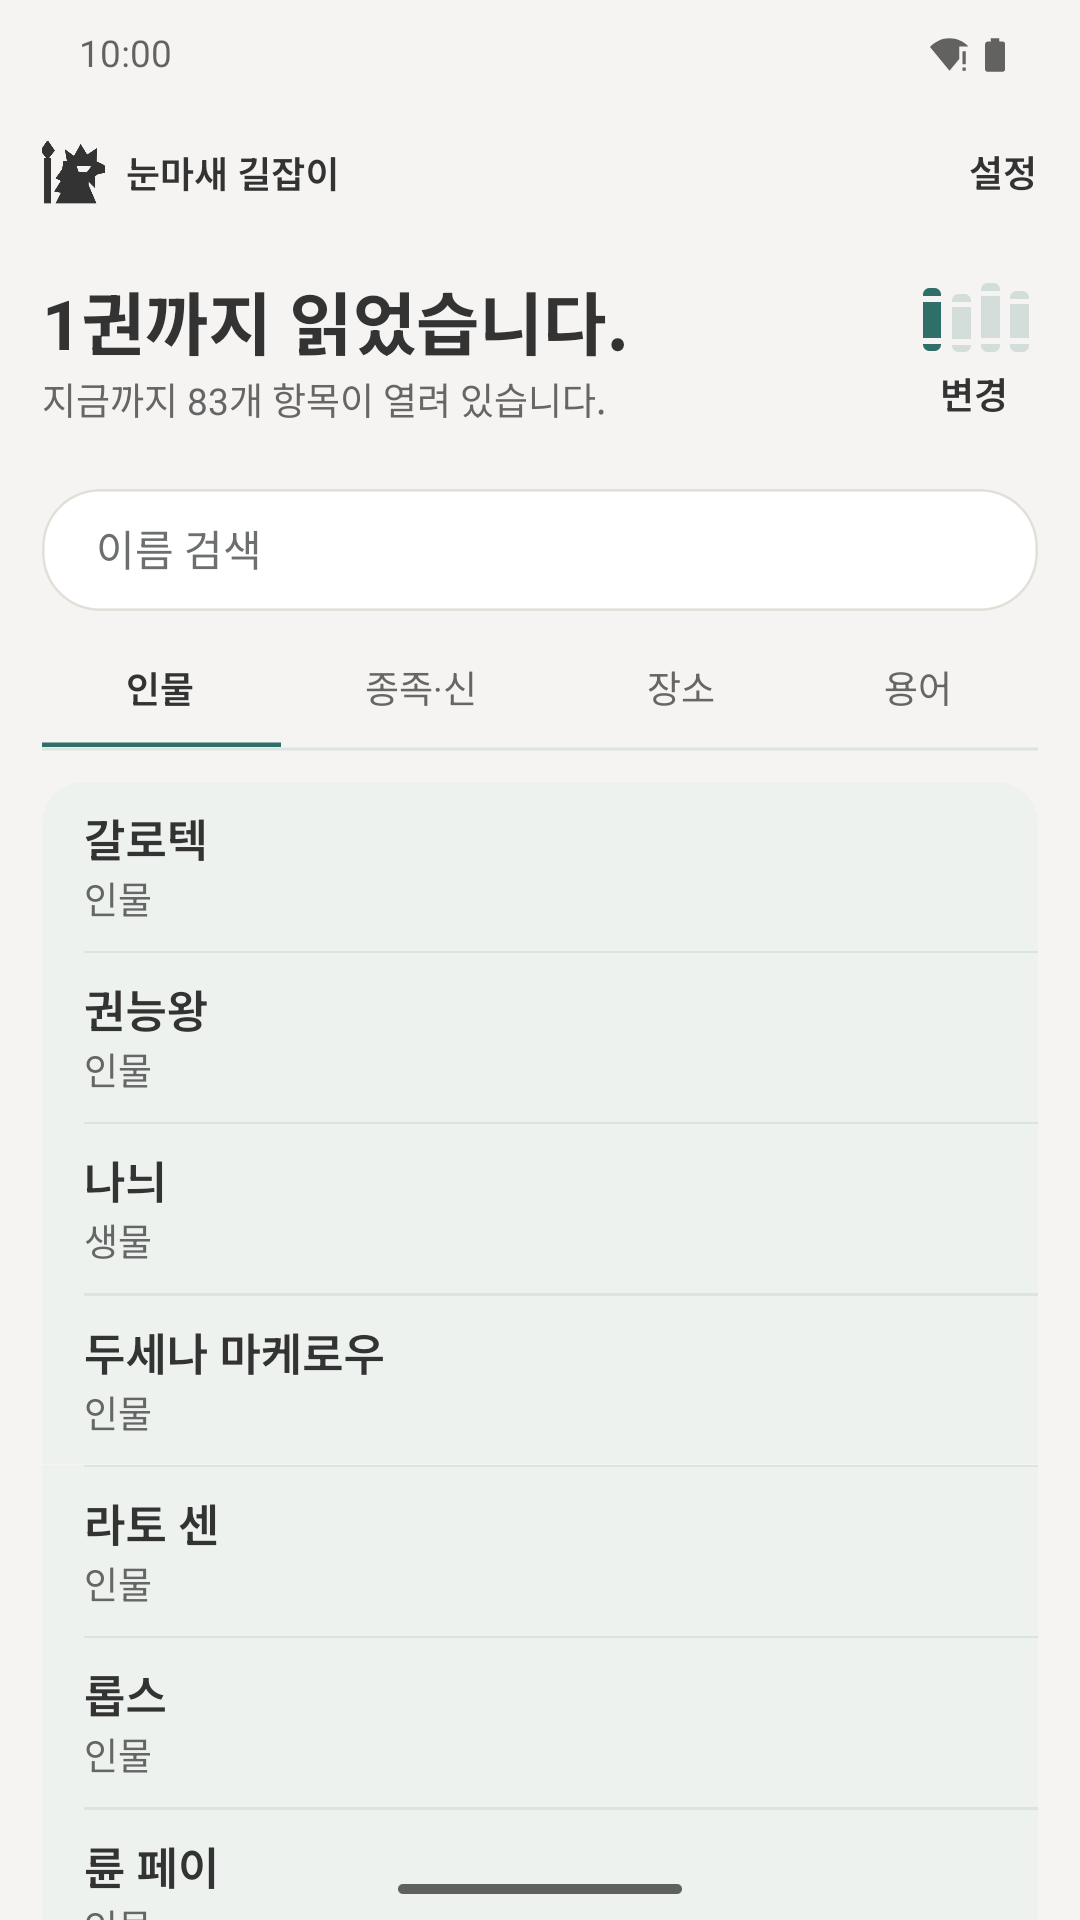 10:00
눈마새 길잡이
설정
1권까지 읽었습니다.
지금까지 83개 항목이 열려 있습니다.
변경
이름 검색
인물
종족·신
장소
용어
갈로텍
인물
권능왕
인물
나늬
생물
두세나 마케로우
인물
라토 센
인물
롭스
인물
륜 페이